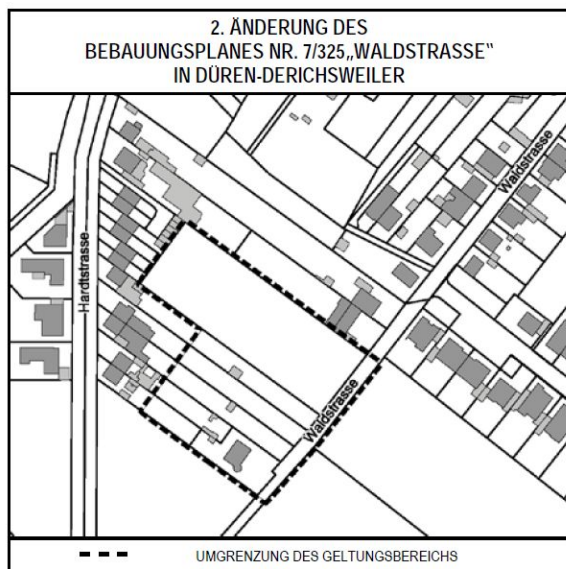 2. ÄNDERUNG DES
BEBAUUNGSPLANES NR. 7/325„WALDSTRASSE“
IN DÜREN-DERICHSWEILER
Waldstrasse
Hardtstrasse
Waldstrasse
UMGRENZUNG DES GELTUNGSBEREICHS